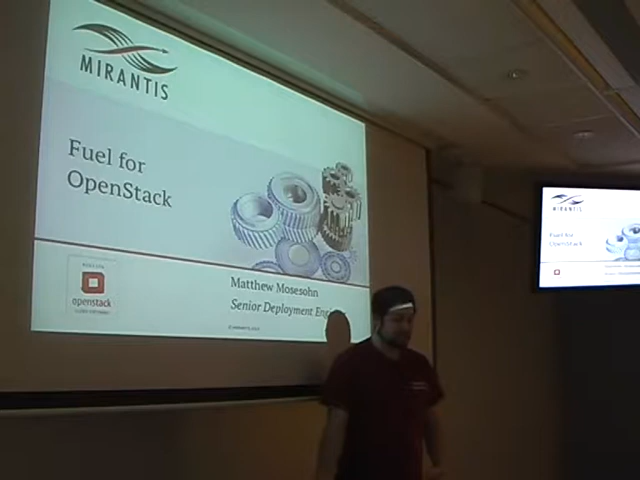 MIRANTIS
Fuel for
OpenStack
openstack
Matthew Mosesohn
Senior Deployment Eng
MIRANTIS
Fuel for
OpenStack